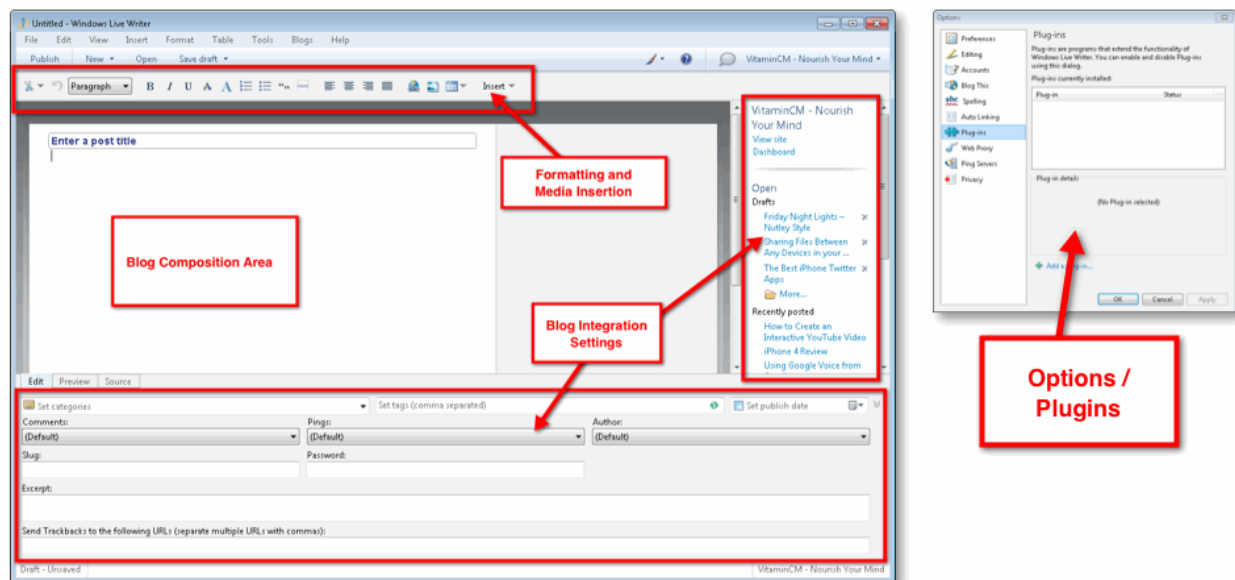 Untitled - Windows Live Writer
File Edit View Insert Format Table Tools Blogs Help
Publish New Open Save draft VitaminCM - Nourish Your Mind
Paragraph B I U A A A Insert
Enter a post title
Blog Composition Area
Formatting and
Media Insertion
Blog Integration
Settings
VitaminCM - Nourish
Your Mind
View site
Dashboard
Open
Drafts
Friday Night Lights –
Nutley Style
Sharing Files Between
Any Devices in your ...
The Best iPhone Twitter
Apps
More...
Recently posted
How to Create an
Interactive YouTube Video
iPhone 4 Review
Using Google Voice from
Edit Preview Source
Set categories Set tags (comma separated) Set publish date
Comments: Pings: Author:
(Default) (Default) (Default)
Slug: Password:
Excerpt:
Send Trackbacks to the following URLs (separate multiple URLs with commas):
Draft - Unsaved VitaminCM - Nourish Your Mind
Options
Preferences
Editing
Accounts
Blog This
abc Spelling
Auto Linking
Plug-ins
Web Proxy
Ping Servers
Privacy
Plug-ins
Plug-ins are programs that extend the functionality of
Windows Live Writer. You can enable and disable Plug-ins
using this dialog.
Plug-ins currently installed:
Plug-in Status
Plug-in details
(No Plug-in selected)
Add a
OK Cancel Apply
Options /
Plugins